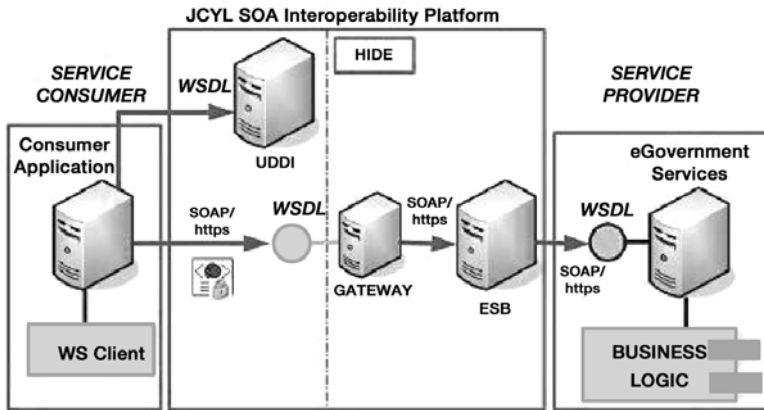 JCYL SOA Interoperability Platform
HIDE
SERVICE
CONSUMER
WSDL
SERVICE
PROVIDER
Consumer
Application
UDDI
eGovernment
Services
SOAP/
https
WSDL
SOAP/
https
WSDL
GATEWAY
ESB
SOAP/
https
WS Client
BUSINESS
LOGIC